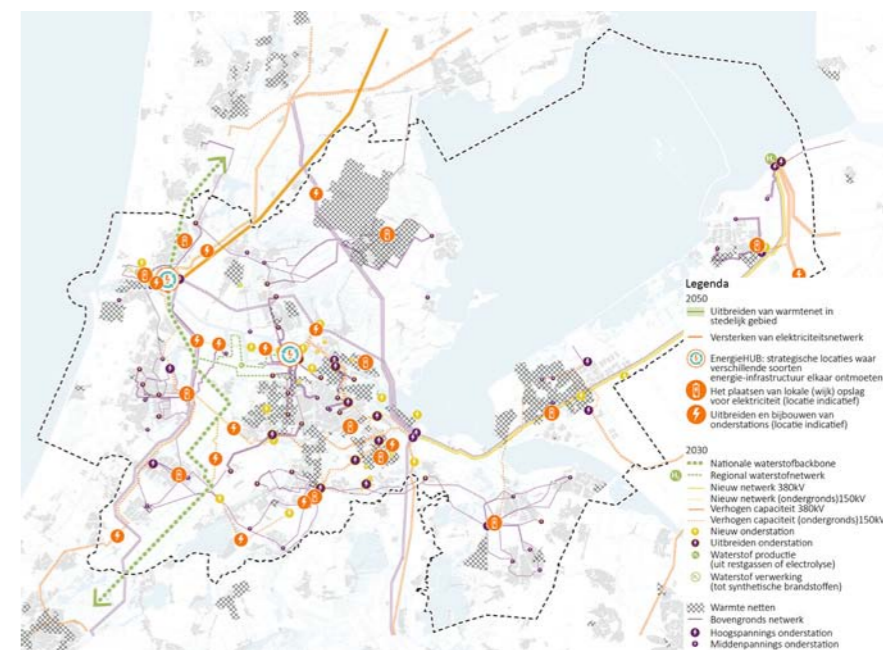 Legenda
2050
Uitbreiden van warmtenet in
stedelijk gebied
Versterken van elektriciteitsnetwerk
EnergieHUB: strategische locaties waar
verschillende soorten
energie-infrastructuur elkaar ontmoeten
Het plaatsen van lokale (wijk) opslag
voor elektriciteit (locatie indicatief)
Uitbreiden en bijbouwen van
onderstations (locatie indicatief)
2030
Nationale waterstofbackbone
Regional waterstofnetwerk
Nieuw netwerk 380kV
Nieuw netwerk (ondergronds)150kV
Verhogen capaciteit 380kV
Verhogen capaciteit (ondergronds)150kV
Nieuw onderstation
Uitbreiden onderstation
Waterstof productie
(uit restgassen of electrolyse)
Waterstof verwerking
(tot synthetische brandstoffen)
Warmte netten
Bovengronds netwerk
Hoogspannings onderstation
Middenpannings onderstation